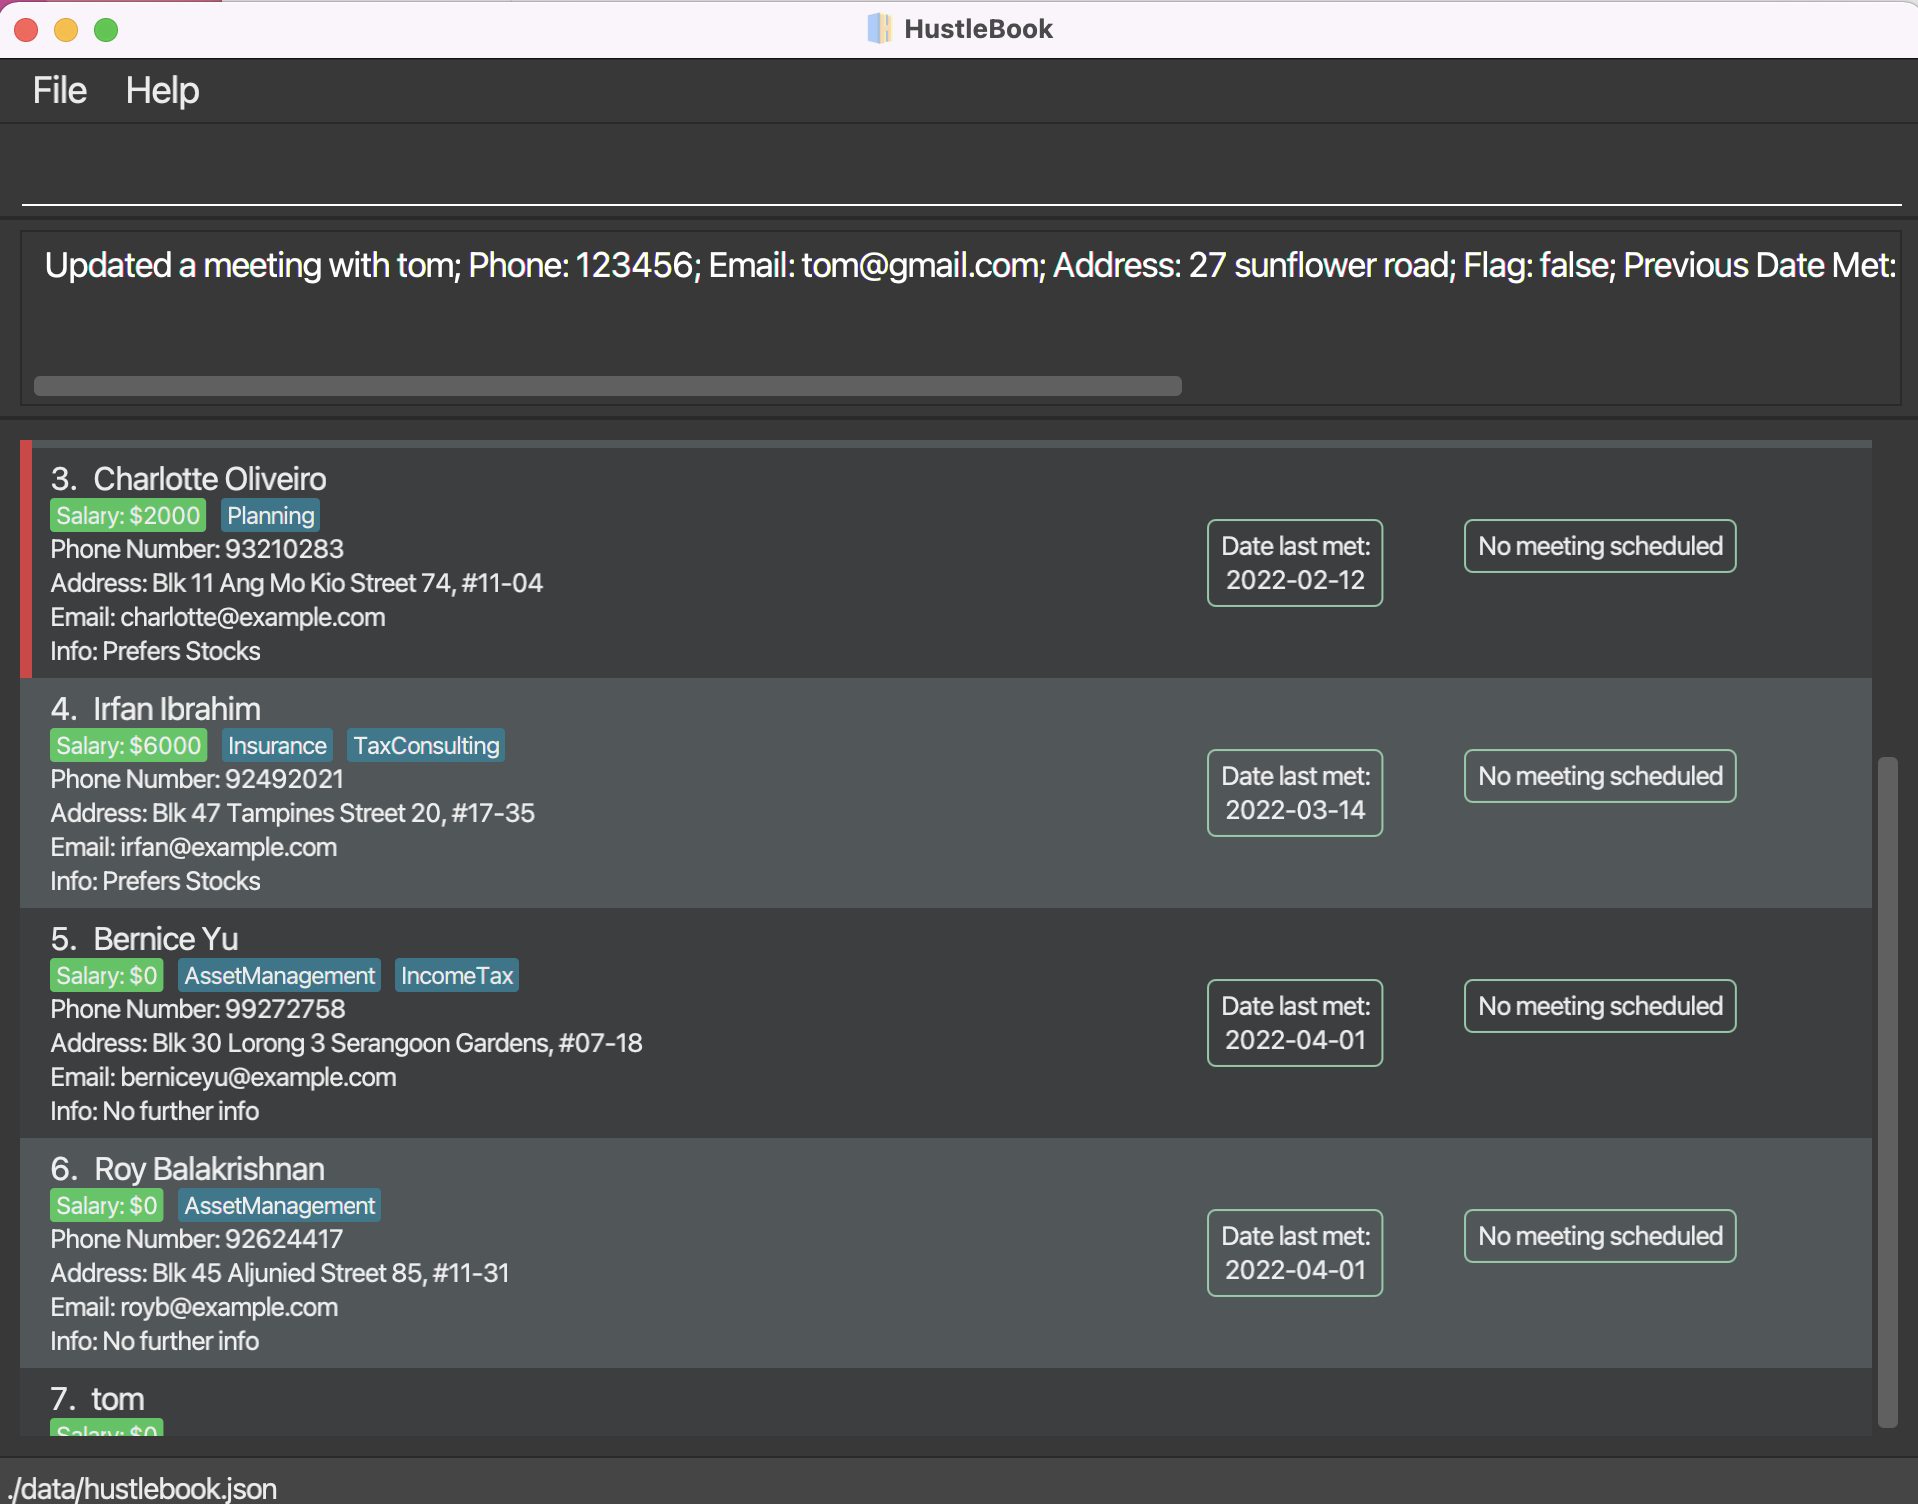 HustleBook
File Help
Updated a meeting with tom; Phone: 123456; Email: tom@gmail.com; Address: 27 sunflower road; Flag: false; Previous Date Met:
3. Charlotte Oliveiro
Salary: $2000 Planning
Phone Number: 93210283
Address: Blk 11 Ang Mo Kio Street 74, #11-04
Email: charlotte@example.com
Info: Prefers Stocks
Date last met:
2022-02-12
No meeting scheduled
4. Irfan Ibrahim
Salary: $6000 Insurance TaxConsulting
Phone Number: 92492021
Address: Blk 47 Tampines Street 20, #17-35
Email: irfan@example.com
Info: Prefers Stocks
Date last met:
2022-03-14
No meeting scheduled
5. Bernice Yu
Salary: $0 AssetManagement IncomeTax
Phone Number: 99272758
Address: Blk 30 Lorong 3 Serangoon Gardens, #07-18
Email: berniceyu@example.com
Info: No further info
Date last met:
2022-04-01
No meeting scheduled
6. Roy Balakrishnan
Salary: $0 AssetManagement
Phone Number: 92624417
Address: Blk 45 Aljunied Street 85, #11-31
Email: royb@example.com
Info: No further info
Date last met:
2022-04-01
No meeting scheduled
7. tom
Salary: $0
./data/hustlebook.json